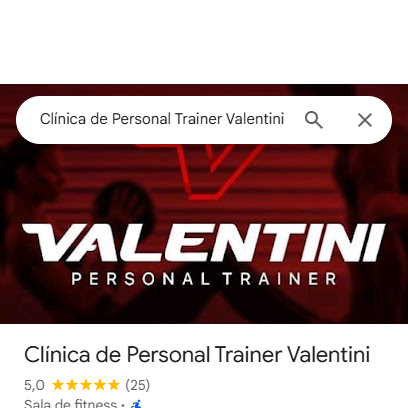 Clínica de Personal Trainer Valentini
VALENTINI
PERSONAL TRAINER
Clínica de Personal Trainer Valentini
5,0 ★★★★★ (25)
Sala de fitness ·